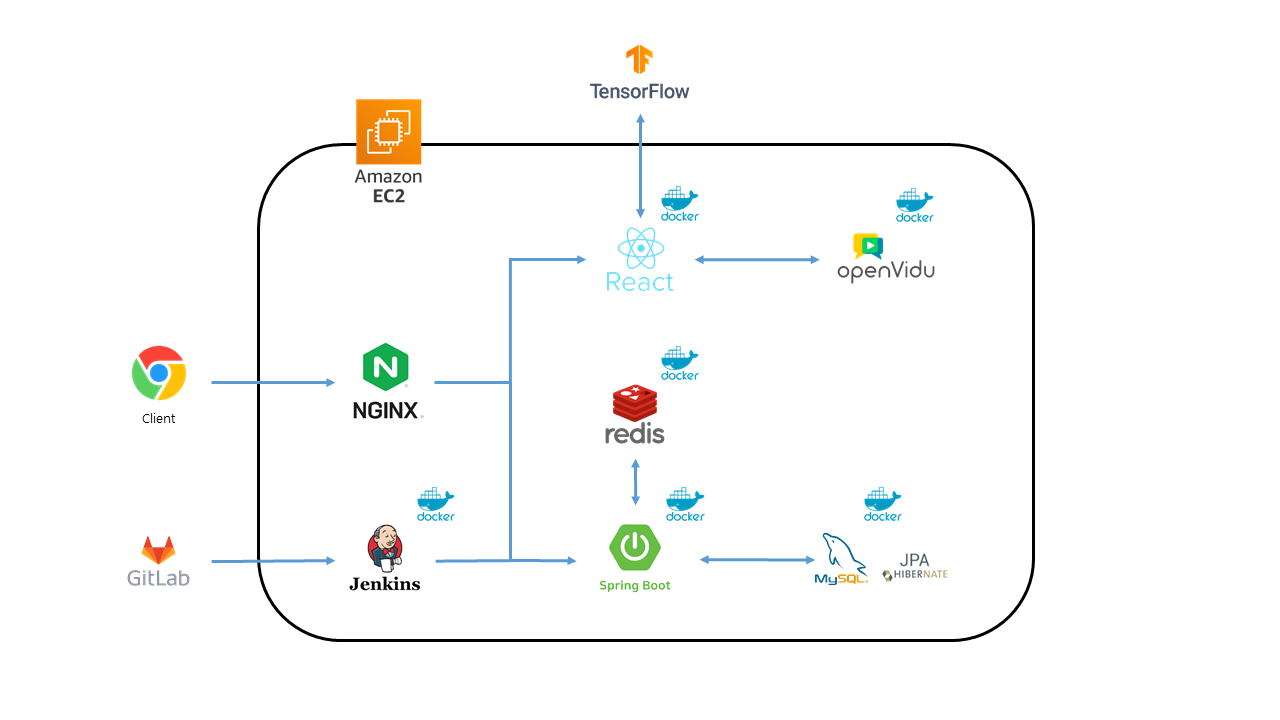 TensorFlow
Amazon
EC2
docker
docker
React
openVidu
docker
NGINX
Client
redis
docker
docker
docker
GitLab
Jenkins
Spring Boot
MySQL
JPA
HIBERNATE